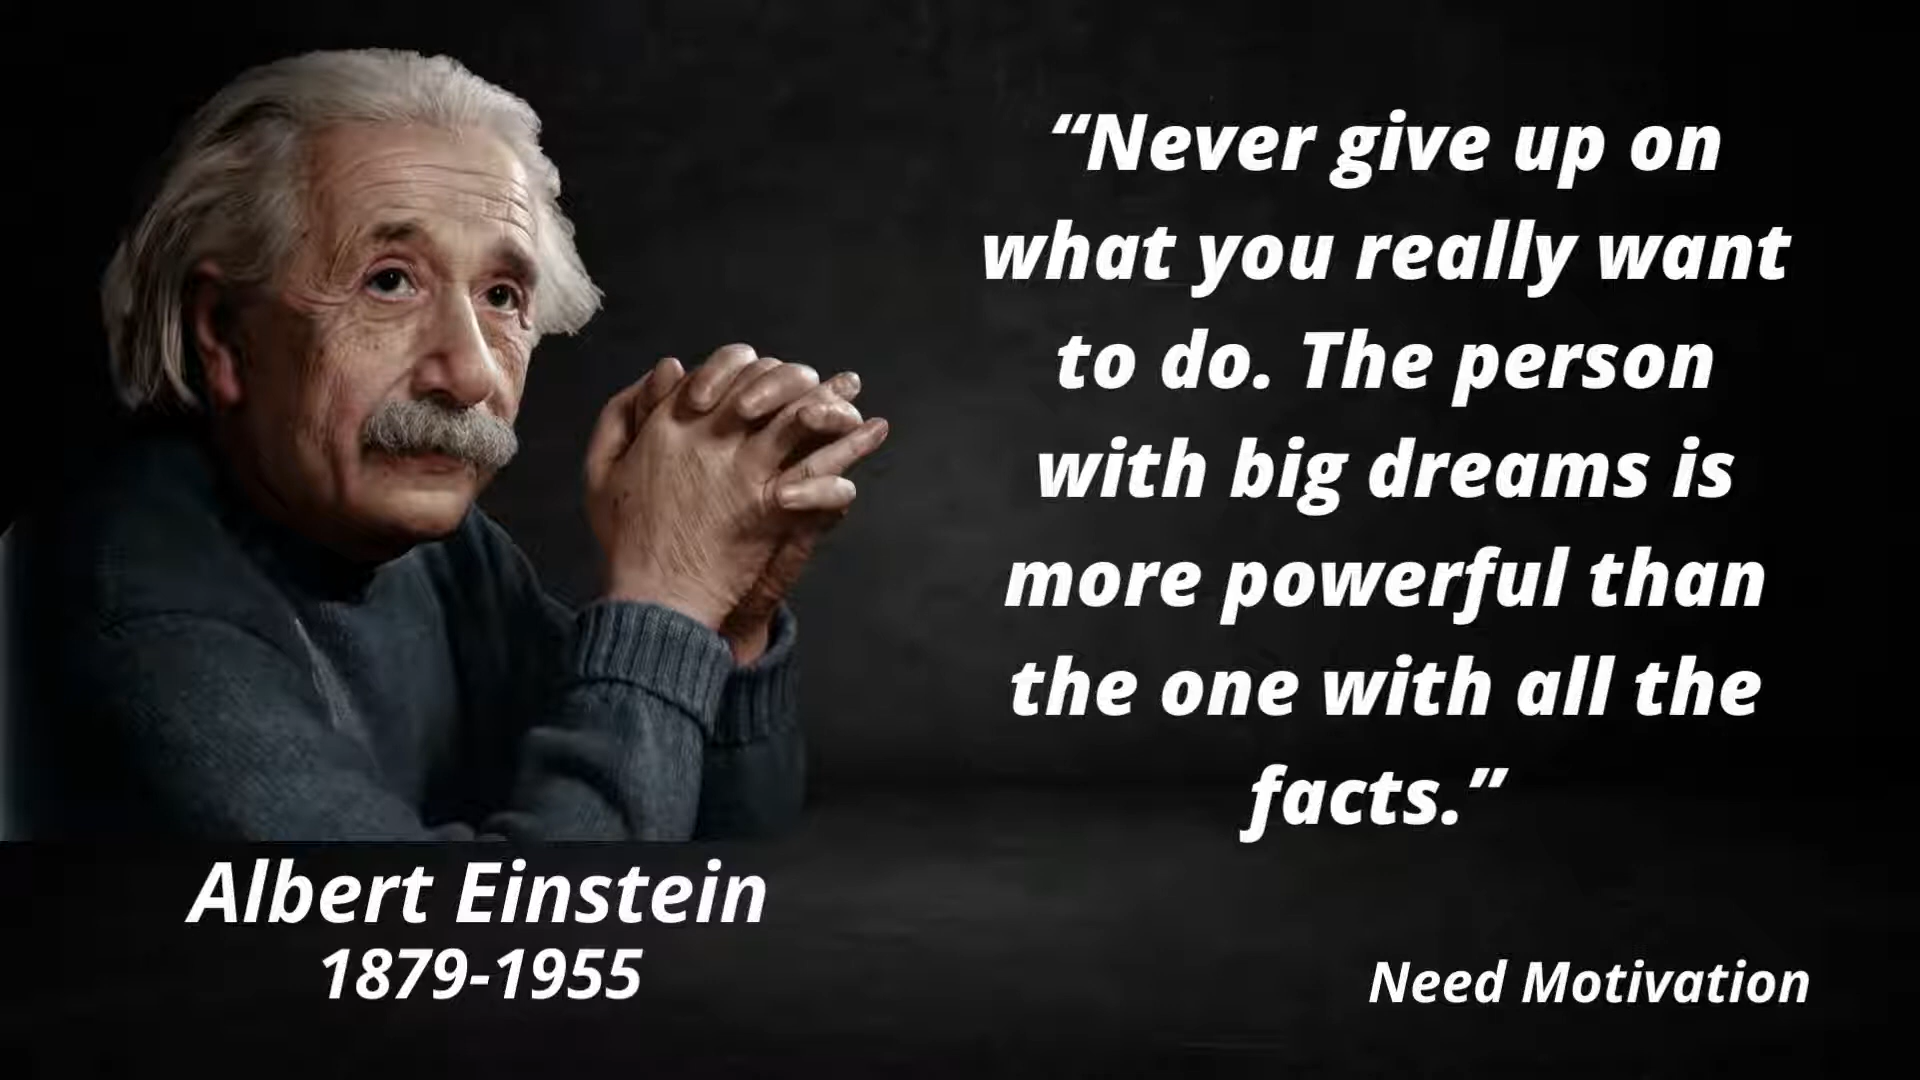 “Never give up on
what you really want
to do. The person
with big dreams is
more powerful than
the one with all the
facts.”
Albert Einstein
1879-1955
Need Motivation